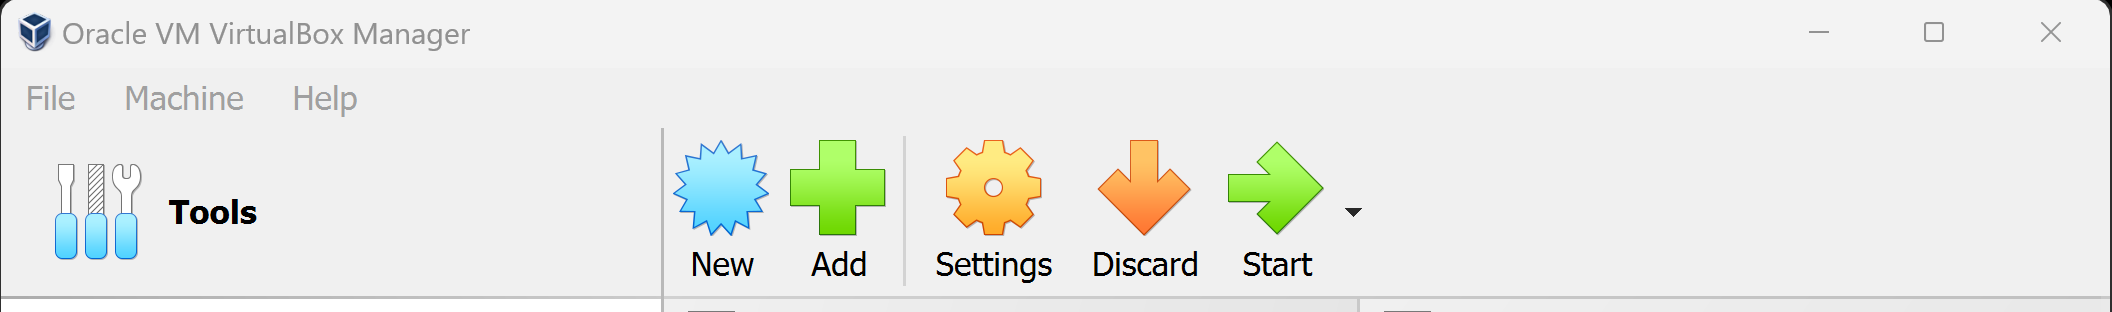 Oracle VM VirtualBox Manager
File Machine Help
Tools
New Add Settings Discard Start